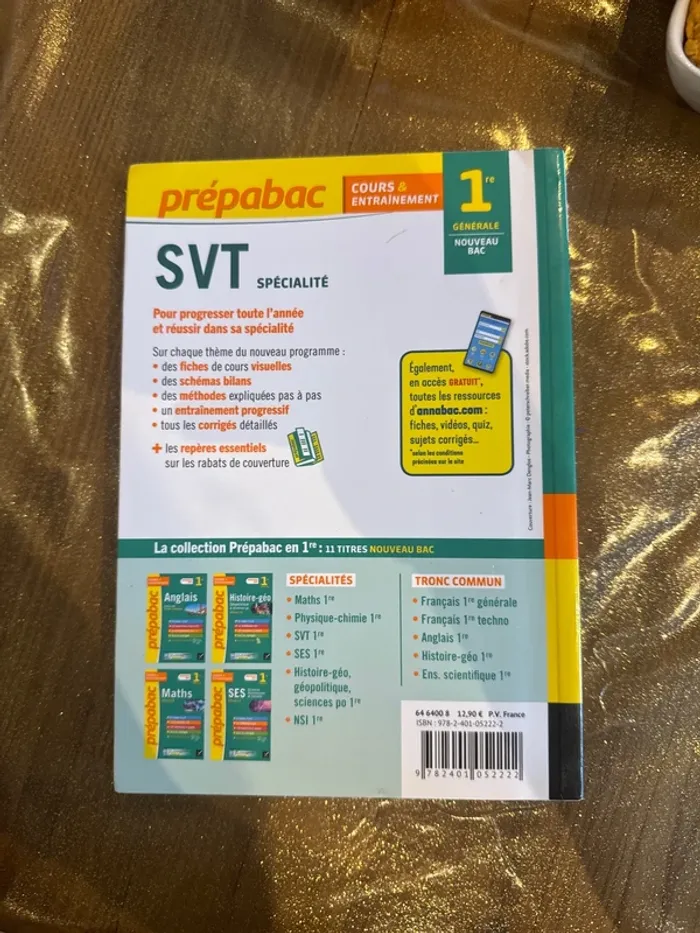 prépabac
COURS &
ENTRAÎNEMENT
1re
GÉNÉRALE
NOUVEAU
BAC
SVT SPÉCIALITÉ
Pour progresser toute l'année
et réussir dans sa spécialité
Sur chaque thème du nouveau programme :
• des fiches de cours visuelles
• des schémas bilans
• des méthodes expliquées pas à pas
• un entraînement progressif
• tous les corrigés détaillés
+ les repères essentiels
sur les rabats de couverture
Également,
en accès GRATUIT*,
toutes les ressources
d'annabac.com :
fiches, vidéos, quiz,
sujets corrigés...
*selon les conditions
précisées sur le site
La collection Prépabac en 1re : 11 TITRES NOUVEAU BAC
prépabac
Anglais
1re
prépabac
Histoire-géo
1re
prépabac
Maths
1re
prépabac
SES
1re
SPÉCIALITÉS
• Maths 1re
• Physique-chimie 1re
• SVT 1re
• SES 1re
• Histoire-géo,
géopolitique,
sciences po 1re
• NSI 1re
TRONC COMMUN
• Français 1re générale
• Français 1re techno
• Anglais 1re
• Histoire-géo 1re
• Ens. scientifique 1re
64 6400 8 12,90 € P.V. France
ISBN : 978-2-401-05222-2
9 782401 052222